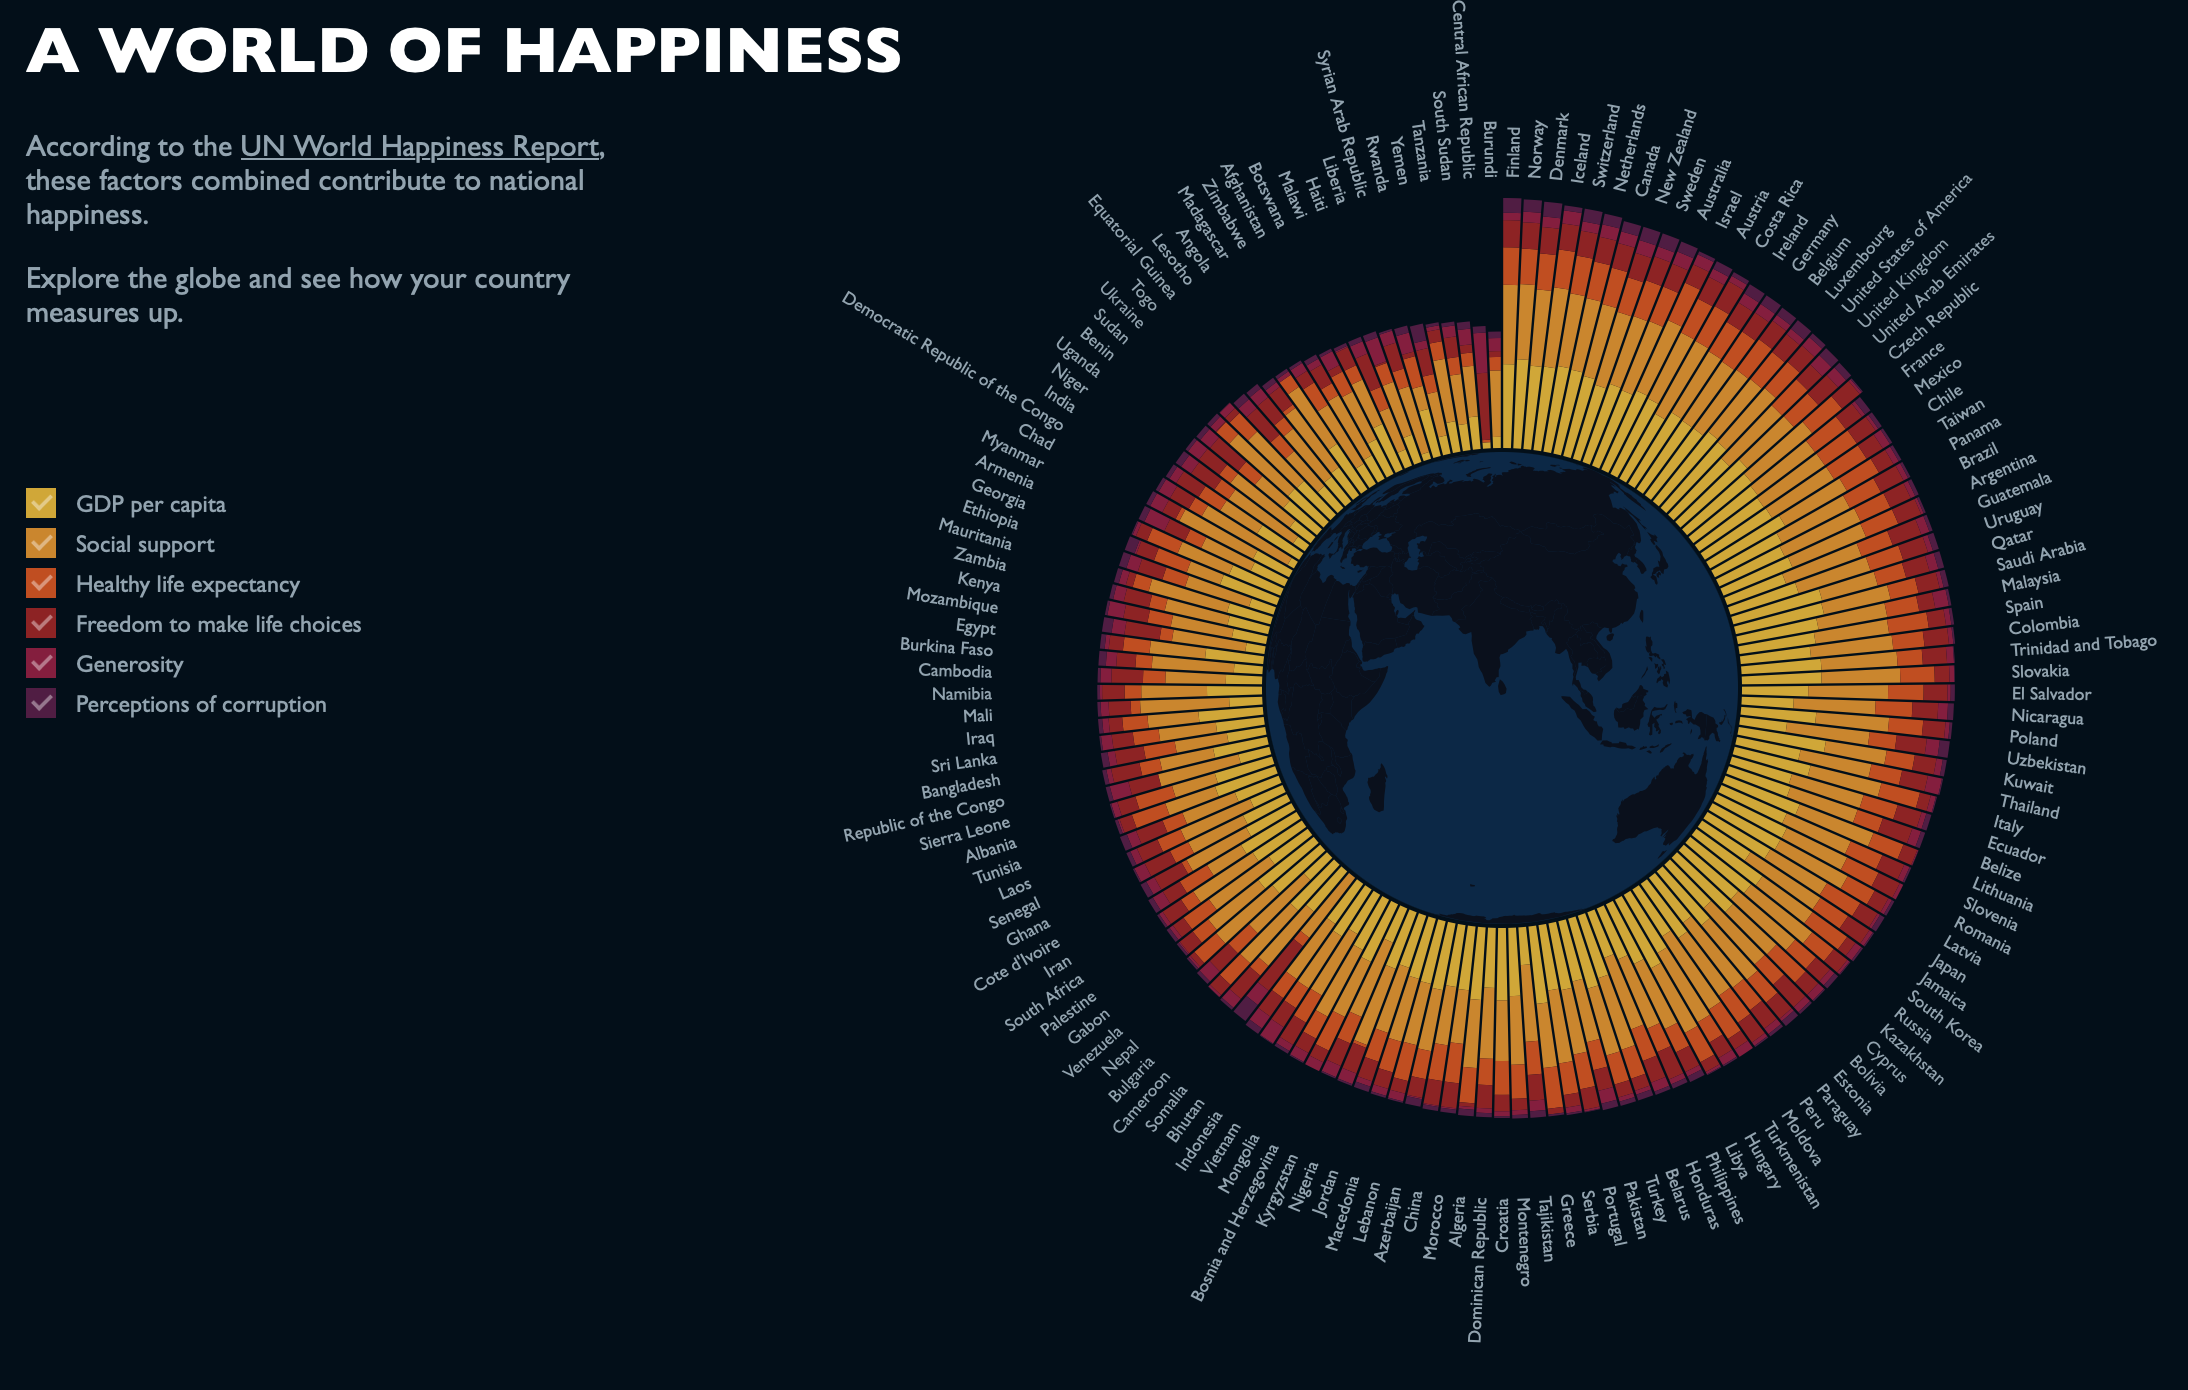 A WORLD OF HAPPINESS
According to the UN World Happiness Report,
these factors combined contribute to national
happiness.
Explore the globe and see how your country
measures up.
GDP per capita
Social support
Healthy life expectancy
Freedom to make life choices
Generosity
Perceptions of corruption
Finland
Norway
Denmark
Iceland
Switzerland
Netherlands
Canada
New Zealand
Sweden
Australia
Israel
Austria
Costa Rica
Ireland
Germany
Belgium
Luxembourg
United States of America
United Kingdom
United Arab Emirates
Czech Republic
France
Mexico
Chile
Taiwan
Panama
Brazil
Argentina
Guatemala
Uruguay
Qatar
Saudi Arabia
Malaysia
Spain
Colombia
Trinidad and Tobago
Slovakia
El Salvador
Nicaragua
Poland
Uzbekistan
Kuwait
Thailand
Italy
Ecuador
Belize
Lithuania
Slovenia
Romania
Latvia
Japan
Jamaica
South Korea
Russia
Kazakhstan
Cyprus
Bolivia
Estonia
Paraguay
Peru
Moldova
Turkmenistan
Hungary
Libya
Philippines
Honduras
Belarus
Turkey
Pakistan
Portugal
Serbia
Greece
Tajikistan
Montenegro
Croatia
Dominican Republic
Algeria
Morocco
China
Azerbaijan
Lebanon
Macedonia
Jordan
Nigeria
Kyrgyzstan
Bosnia and Herzegovina
Mongolia
Vietnam
Indonesia
Bhutan
Somalia
Cameroon
Bulgaria
Nepal
Venezuela
Gabon
Palestine
South Africa
Iran
Cote d'Ivoire
Ghana
Senegal
Laos
Tunisia
Albania
Sierra Leone
Republic of the Congo
Bangladesh
Sri Lanka
Iraq
Mali
Namibia
Cambodia
Burkina Faso
Egypt
Mozambique
Kenya
Zambia
Mauritania
Ethiopia
Georgia
Armenia
Myanmar
Chad
Democratic Republic of the Congo
India
Niger
Uganda
Benin
Sudan
Ukraine
Togo
Equatorial Guinea
Lesotho
Angola
Madagascar
Zimbabwe
Afghanistan
Botswana
Malawi
Haiti
Liberia
Syrian Arab Republic
Rwanda
Yemen
Tanzania
South Sudan
Central African Republic
Burundi